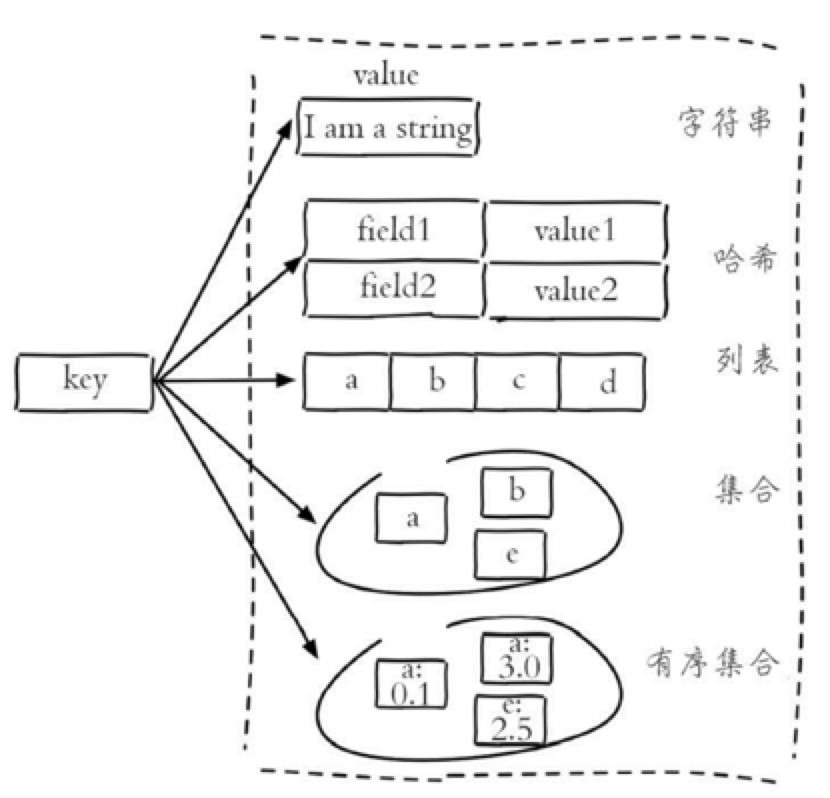 value
I am a string
字符串
field1 value1
哈希
field2 value2
列表
key
a b c d
集合
b
a
e
a:
3.0
有序集合
a:
0.1
e:
2.5